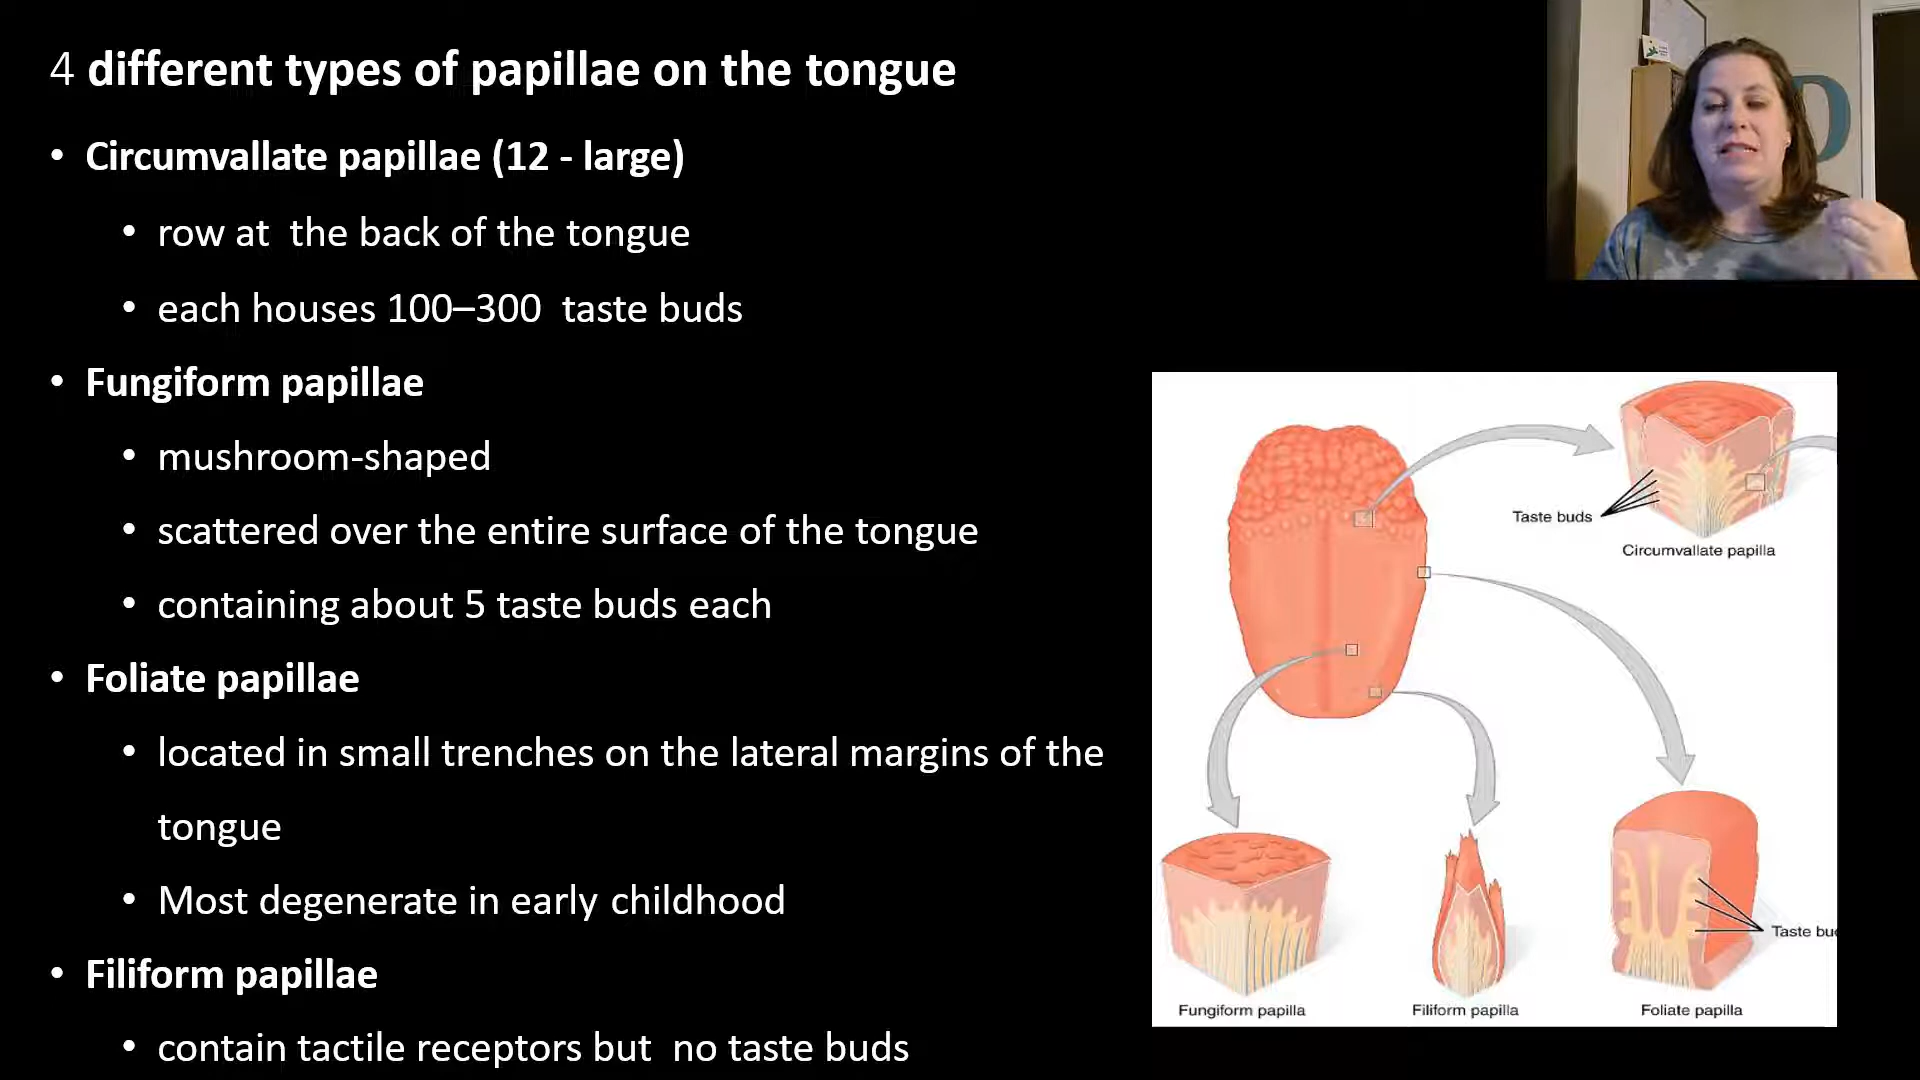 4 different types of papillae on the tongue
• Circumvallate papillae (12 - large)
• row at the back of the tongue
• each houses 100–300 taste buds
• Fungiform papillae
• mushroom-shaped
• scattered over the entire surface of the tongue
• containing about 5 taste buds each
• Foliate papillae
• located in small trenches on the lateral margins of the
tongue
• Most degenerate in early childhood
• Filiform papillae
• contain tactile receptors but no taste buds
Taste buds
Circumvallate papilla
Taste bu
Fungiform papilla
Filiform papilla
Foliate papilla